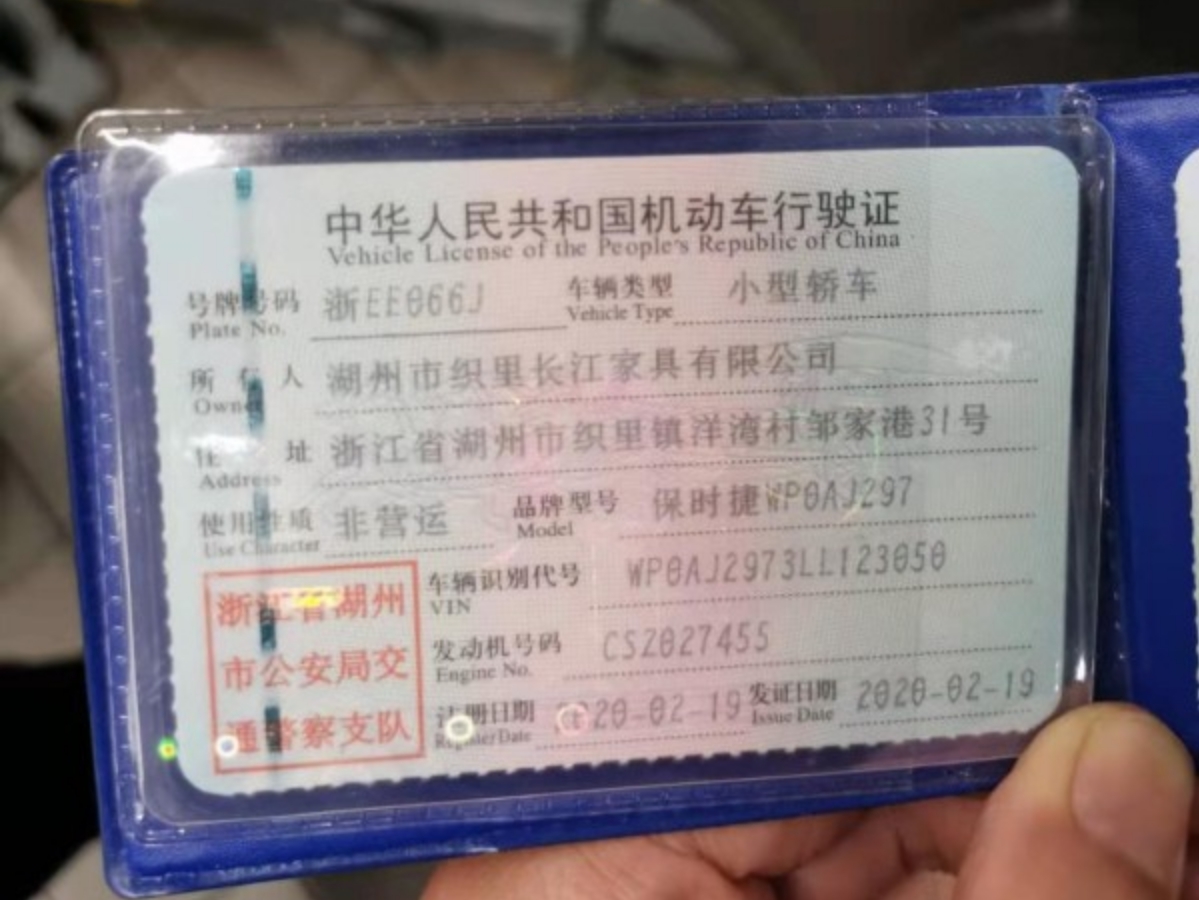 中华人民共和国机动车行驶证
Vehicle License of the People's Republic of China
号牌号码 浙EE066J 车辆类型 小型轿车
Plate No. Vehicle Type
所有人 湖州市织里长江家具有限公司
Owner
住址 浙江省湖州市织里镇洋湾村邹家港31号
Address
使用性质 非营运 品牌型号 保时捷WP0AJ297
Use Character Model
车辆识别代号 WP0AJ2973LL123050
VIN
发动机号码 CSZ027455
Engine No.
注册日期 2020-02-19 发证日期 2020-02-19
Register Date Issue Date
浙江省湖州
市公安局交
通警察支队